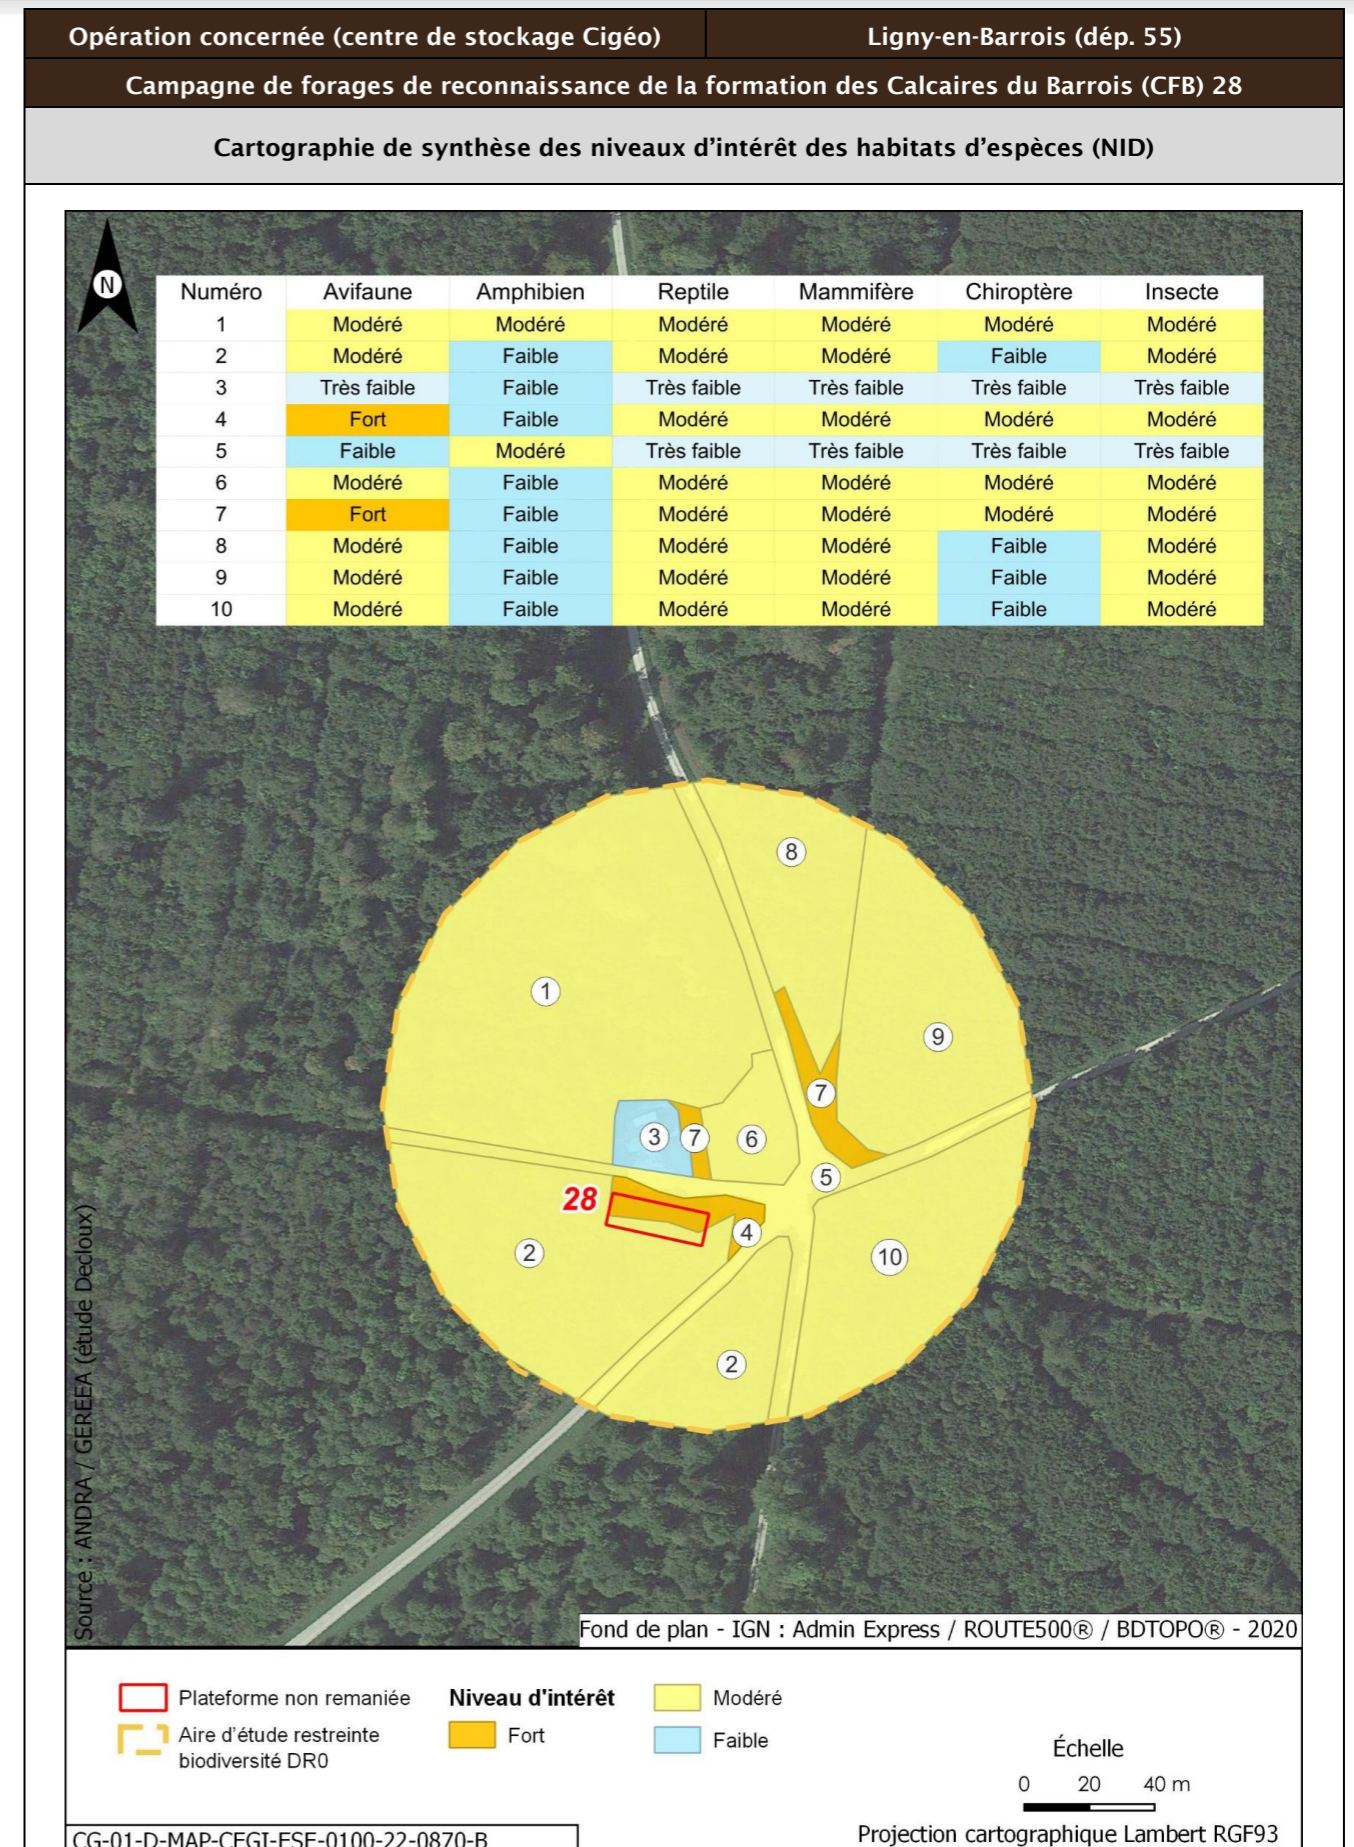 Opération concernée (centre de stockage Cigéo) Ligny-en-Barrois (dép. 55)
Campagne de forages de reconnaissance de la formation des Calcaires du Barrois (CFB) 28
Cartographie de synthèse des niveaux d'intérêt des habitats d'espèces (NID)
N
Numéro Avifaune Amphibien Reptile Mammifère Chiroptère Insecte
1 Modéré Modéré Modéré Modéré Modéré Modéré
2 Modéré Faible Modéré Modéré Faible Modéré
3 Très faible Faible Très faible Très faible Très faible Très faible
4 Fort Faible Modéré Modéré Modéré Modéré
5 Faible Modéré Très faible Très faible Très faible Très faible
6 Modéré Faible Modéré Modéré Modéré Modéré
7 Fort Faible Modéré Modéré Modéré Modéré
8 Modéré Faible Modéré Modéré Faible Modéré
9 Modéré Faible Modéré Modéré Faible Modéré
10 Modéré Faible Modéré Modéré Faible Modéré
8
1
9
7
3 7 6
5
28
4
2
10
2
Source : ANDRA / GEREEA (étude Decloux)
Fond de plan - IGN : Admin Express / ROUTE500® / BDTOPO® - 2020
Plateforme non remaniée
Aire d'étude restreinte
biodiversité DR0
Niveau d'intérêt
Fort
Modéré
Faible
Échelle
0 20 40 m
Projection cartographique Lambert RGF93
CG-01-D-MAP-CEGI-ESE-0100-22-0870-B